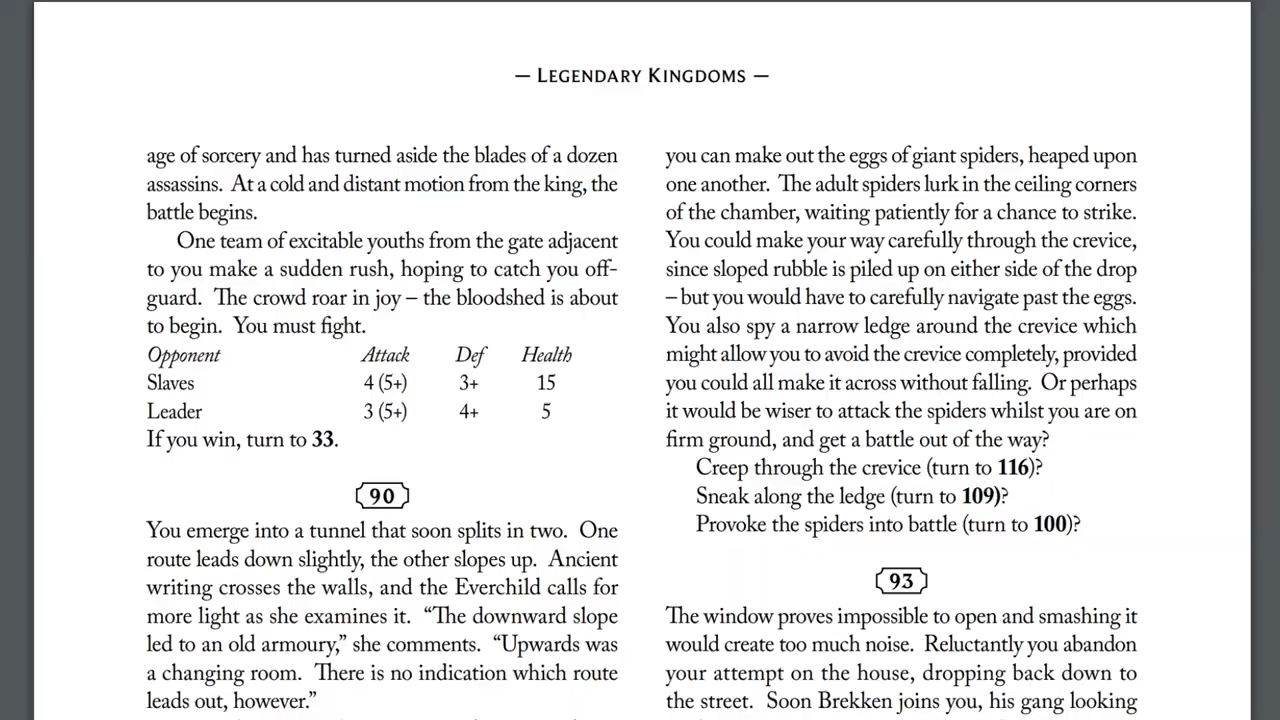 — Legendary Kingdoms —
age of sorcery and has turned aside the blades of a dozen
assassins. At a cold and distant motion from the king, the
battle begins.
One team of excitable youths from the gate adjacent
to you make a sudden rush, hoping to catch you off-
guard. The crowd roar in joy – the bloodshed is about
to begin. You must fight.
Opponent Attack Def Health
Slaves 4 (5+) 3+ 15
Leader 3 (5+) 4+ 5
If you win, turn to 33.
90
You emerge into a tunnel that soon splits in two. One
route leads down slightly, the other slopes up. Ancient
writing crosses the walls, and the Everchild calls for
more light as she examines it. “The downward slope
led to an old armoury,” she comments. “Upwards was
a changing room. There is no indication which route
leads out, however.”
you can make out the eggs of giant spiders, heaped upon
one another. The adult spiders lurk in the ceiling corners
of the chamber, waiting patiently for a chance to strike.
You could make your way carefully through the crevice,
since sloped rubble is piled up on either side of the drop
– but you would have to carefully navigate past the eggs.
You also spy a narrow ledge around the crevice which
might allow you to avoid the crevice completely, provided
you could all make it across without falling. Or perhaps
it would be wiser to attack the spiders whilst you are on
firm ground, and get a battle out of the way?
Creep through the crevice (turn to 116)?
Sneak along the ledge (turn to 109)?
Provoke the spiders into battle (turn to 100)?
93
The window proves impossible to open and smashing it
would create too much noise. Reluctantly you abandon
your attempt on the house, dropping back down to
the street. Soon Brekken joins you, his gang looking